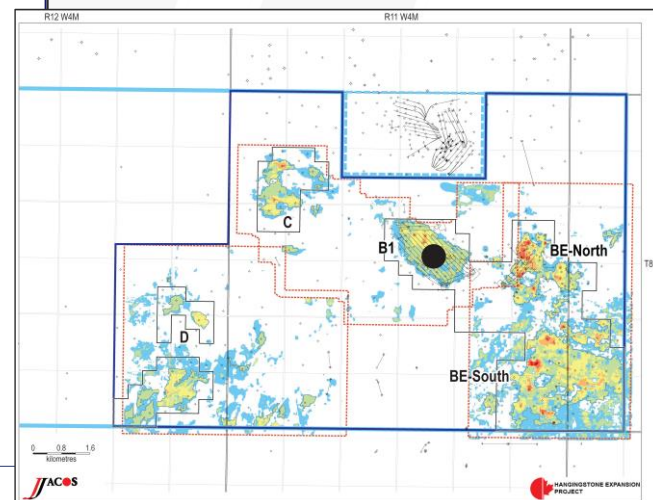 R12 W4M
R11 W4M
C
B1
BE-North
T8
D
BE-South
0 0.8 1.6
kilometres
JACOS
HANGINGSTONE EXPANSION
PROJECT